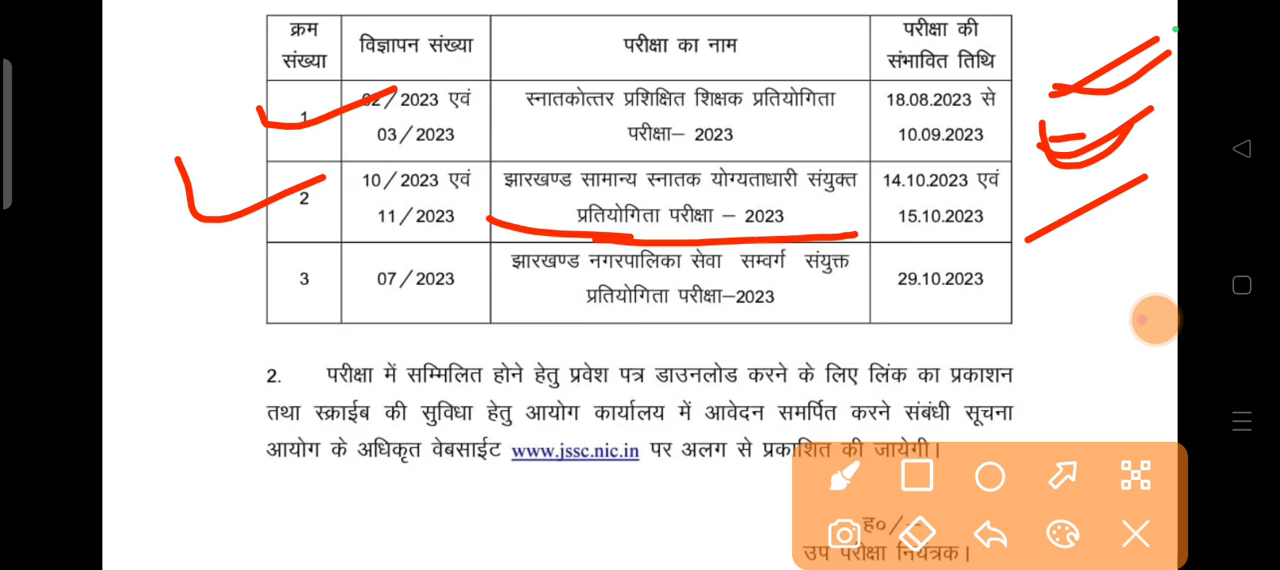 क्रम संख्या
विज्ञापन संख्या
परीक्षा का नाम
परीक्षा की संभावित तिथि
1
02/2023 एवं 03/2023
स्नातकोत्तर प्रशिक्षित शिक्षक प्रतियोगिता
परीक्षा– 2023
18.08.2023 से
10.09.2023
2
10/2023 एवं
11/2023
झारखण्ड सामान्य स्नातक योग्यताधारी संयुक्त
प्रतियोगिता परीक्षा – 2023
14.10.2023 एवं
15.10.2023
3
07/2023
झारखण्ड नगरपालिका सेवा सम्वर्ग संयुक्त
प्रतियोगिता परीक्षा–2023
29.10.2023
2. परीक्षा में सम्मिलित होने हेतु प्रवेश पत्र डाउनलोड करने के लिए लिंक का प्रकाशन
तथा स्क्राईब की सुविधा हेतु आयोग कार्यालय में आवेदन समर्पित करने संबंधी सूचना
आयोग के अधिकृत वेबसाईट www.jssc.nic.in पर अलग से प्रकाशित की जायेगी।
ह०/–
उप परीक्षा नियंत्रक।